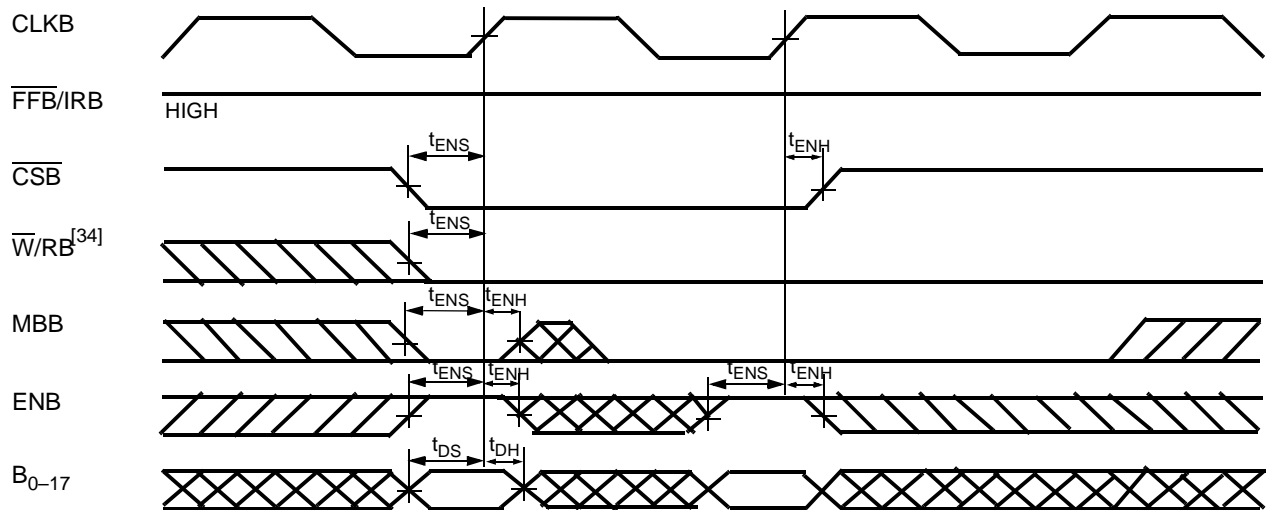 CLKB
FFB/IRB
HIGH
tENS
tENH
CSB
tENS
W/RB[34]
tENS tENH
MBB
tENS tENH tENS tENH
ENB
tDS tDH
B0–17